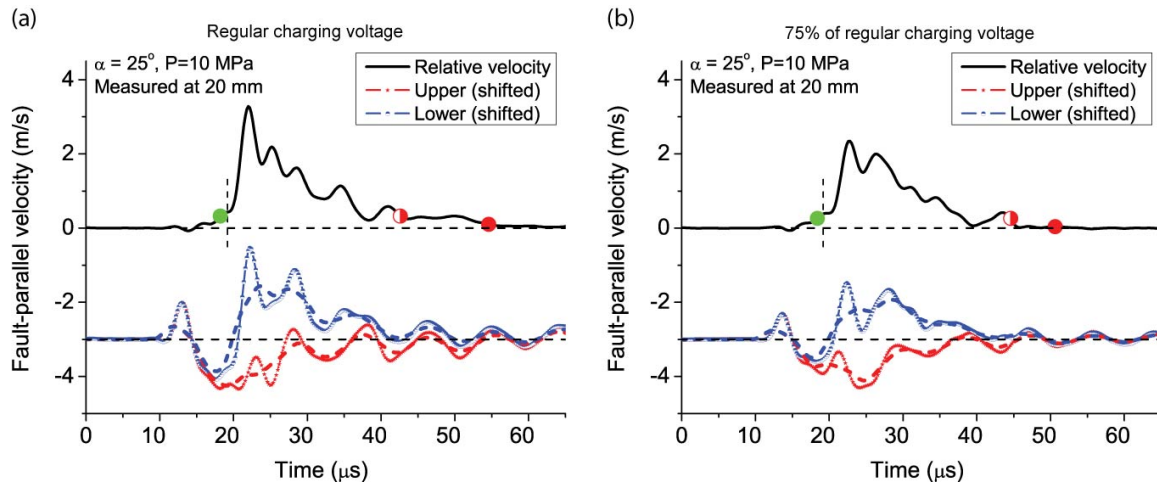 (a)
Regular charging voltage
α = 25°, P=10 MPa
Measured at 20 mm
Relative velocity
Upper (shifted)
Lower (shifted)
Fault-parallel velocity (m/s)
4
2
0
-2
-4
0 10 20 30 40 50 60
Time (μs)
(b)
75% of regular charging voltage
α = 25°, P=10 MPa
Measured at 20 mm
Relative velocity
Upper (shifted)
Lower (shifted)
Fault-parallel velocity (m/s)
4
2
0
-2
-4
0 10 20 30 40 50 60
Time (μs)